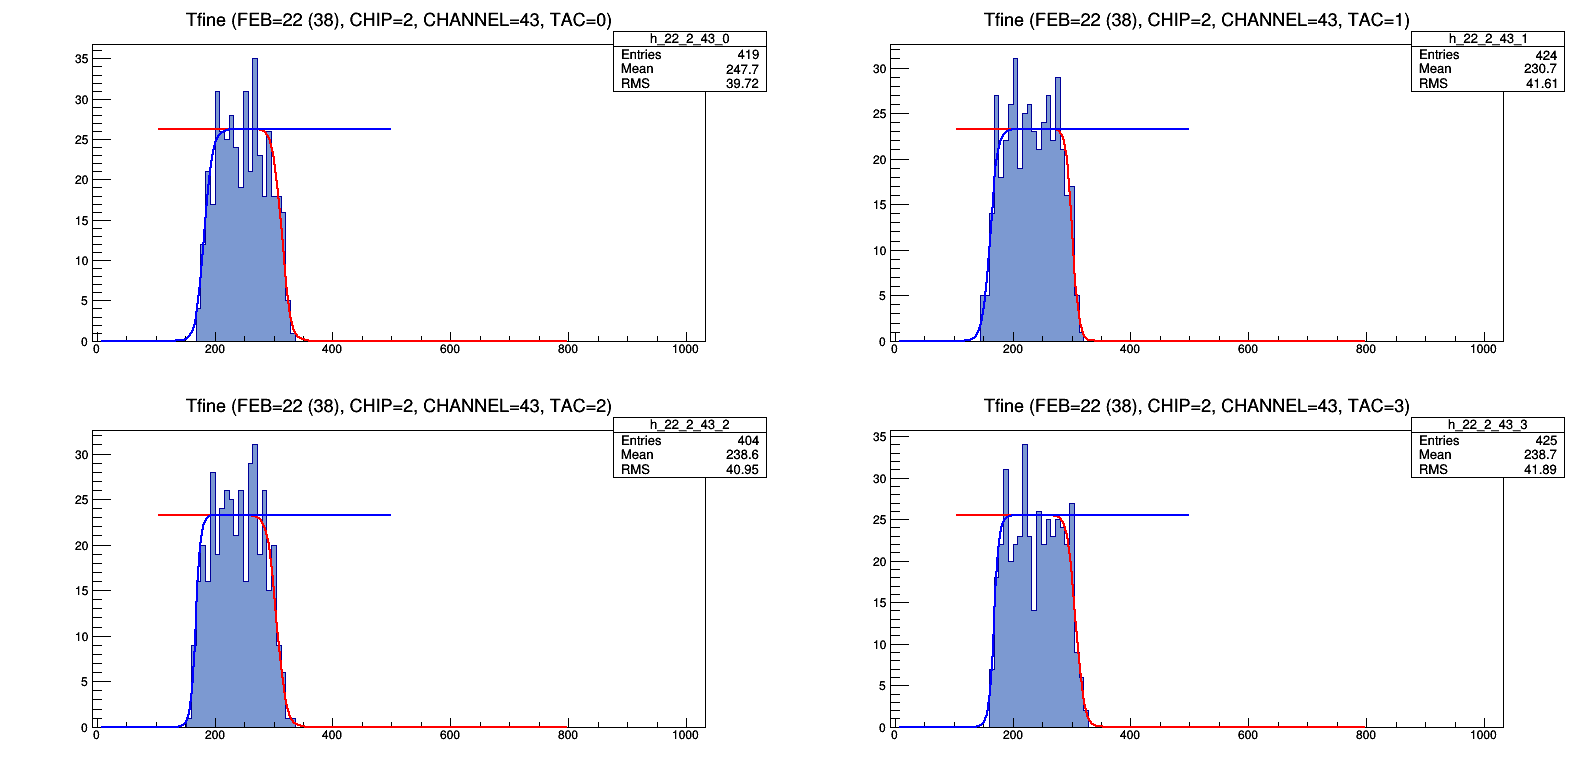 Tfine (FEB=22 (38), CHIP=2, CHANNEL=43, TAC=0)
h_22_2_43_0
Entries 419
Mean 247.7
RMS 39.72
35
30
25
20
15
10
5
0
0 200 400 600 800 1000
Tfine (FEB=22 (38), CHIP=2, CHANNEL=43, TAC=1)
h_22_2_43_1
Entries 424
Mean 230.7
RMS 41.61
30
25
20
15
10
5
0
0 200 400 600 800 1000
Tfine (FEB=22 (38), CHIP=2, CHANNEL=43, TAC=2)
h_22_2_43_2
Entries 404
Mean 238.6
RMS 40.95
30
25
20
15
10
5
0
0 200 400 600 800 1000
Tfine (FEB=22 (38), CHIP=2, CHANNEL=43, TAC=3)
h_22_2_43_3
Entries 425
Mean 238.7
RMS 41.89
35
30
25
20
15
10
5
0
0 200 400 600 800 1000